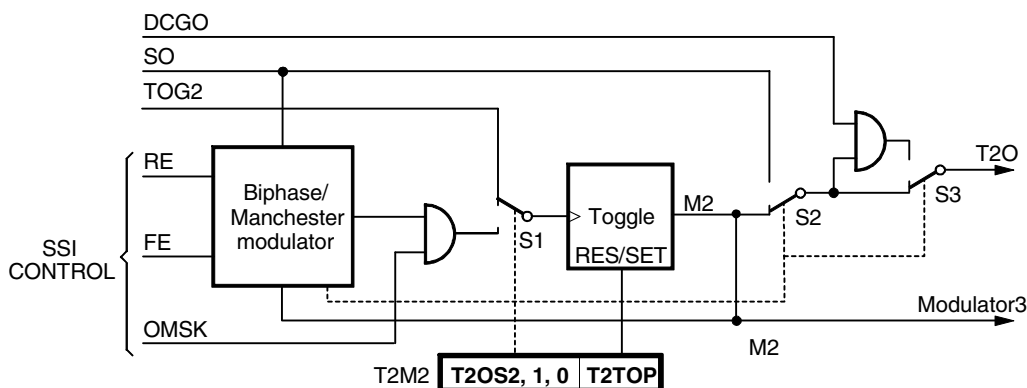 DCGO
SO
TOG2
RE
FE
SSI
CONTROL
OMSK
Biphase/
Manchester
modulator
S1
Toggle
RES/SET
M2
S2
S3
T2O
Modulator3
M2
T2M2
T2OS2, 1, 0
T2TOP